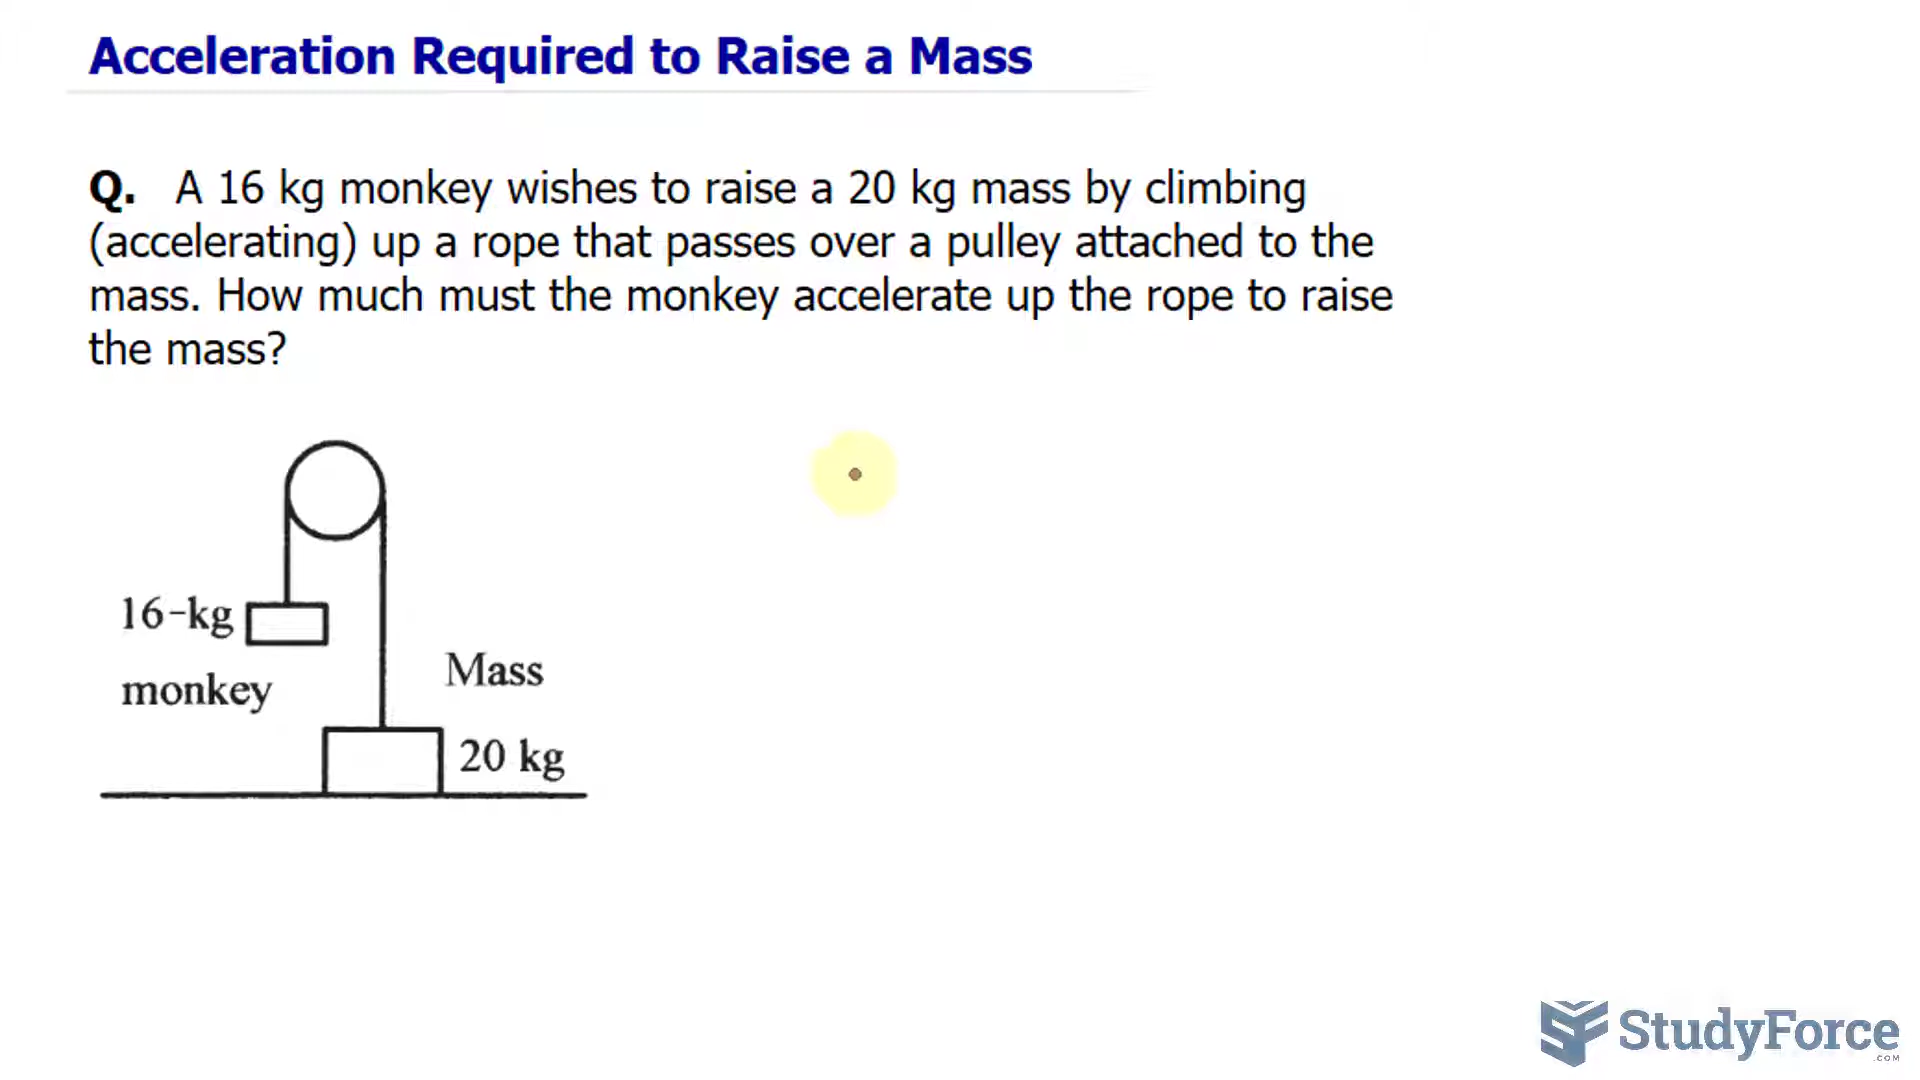 Acceleration Required to Raise a Mass
Q. A 16 kg monkey wishes to raise a 20 kg mass by climbing
(accelerating) up a rope that passes over a pulley attached to the
mass. How much must the monkey accelerate up the rope to raise
the mass?
16-kg
monkey
Mass
20 kg
StudyForce
.COM